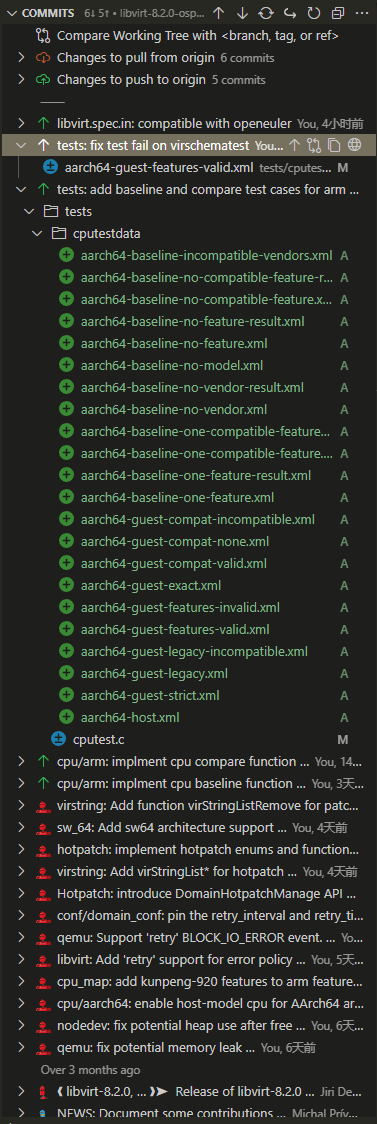 COMMITS 6↓ 5↑ libvirt-8.2.0-osp...
Compare Working Tree with <branch, tag, or ref>
Changes to pull from origin 6 commits
Changes to push to origin 5 commits
libvirt.spec.in: compatible with openeuler You, 4小时前
tests: fix test fail on virschematest You...
aarch64-guest-features-valid.xml tests/cputes... M
tests: add baseline and compare test cases for arm ...
tests
cputestdata
aarch64-baseline-incompatible-vendors.xml A
aarch64-baseline-no-compatible-feature-r... A
aarch64-baseline-no-compatible-feature.x... A
aarch64-baseline-no-feature-result.xml A
aarch64-baseline-no-feature.xml A
aarch64-baseline-no-model.xml A
aarch64-baseline-no-vendor-result.xml A
aarch64-baseline-no-vendor.xml A
aarch64-baseline-one-compatible-feature.... A
aarch64-baseline-one-compatible-feature.... A
aarch64-baseline-one-feature-result.xml A
aarch64-baseline-one-feature.xml A
aarch64-guest-compat-incompatible.xml A
aarch64-guest-compat-none.xml A
aarch64-guest-compat-valid.xml A
aarch64-guest-exact.xml A
aarch64-guest-features-invalid.xml A
aarch64-guest-features-valid.xml A
aarch64-guest-legacy-incompatible.xml A
aarch64-guest-legacy.xml A
aarch64-guest-strict.xml A
aarch64-host.xml A
cputest.c M
cpu/arm: implment cpu compare function ... You, 14...
cpu/arm: implment cpu baseline function ... You, 3天...
virstring: Add function virStringListRemove for patc...
sw_64: Add sw64 architecture support ... You, 4天前
hotpatch: implement hotpatch enums and function...
virstring: Add virStringList* for hotpatch ... You, 4天前
Hotpatch: introduce DomainHotpatchManage API ...
conf/domain_conf: pin the retry_interval and retry_ti...
qemu: Support 'retry' BLOCK_IO_ERROR event. ... Yo...
libvirt: Add 'retry' support for error policy ... You, 5天...
cpu_map: add kunpeng-920 features to arm feature...
cpu/aarch64: enable host-model cpu for AArch64 ar...
nodedev: fix potential heap use after free ... You, 6天...
qemu: fix potential memory leak ... You, 6天前
Over 3 months ago
❰ libvirt-8.2.0, ... ❱➤ Release of libvirt-8.2.0 ... Jiri De...
NEWS: Document some contributions ... Michal Prív...